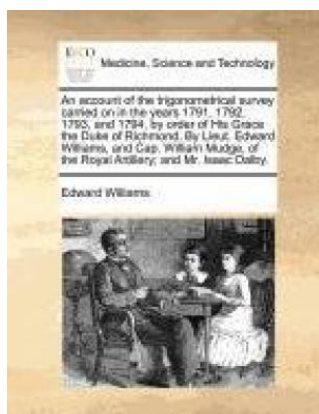 ECCO
Medicine, Science and Technology
An account of the trigonometrical survey
carried on in the years 1791, 1792,
1793, and 1794, by order of His Grace
the Duke of Richmond. By Lieut. Edward
Williams, and Cap. William Mudge, of
the Royal Artillery; and Mr. Isaac Dalby.
Edward Williams